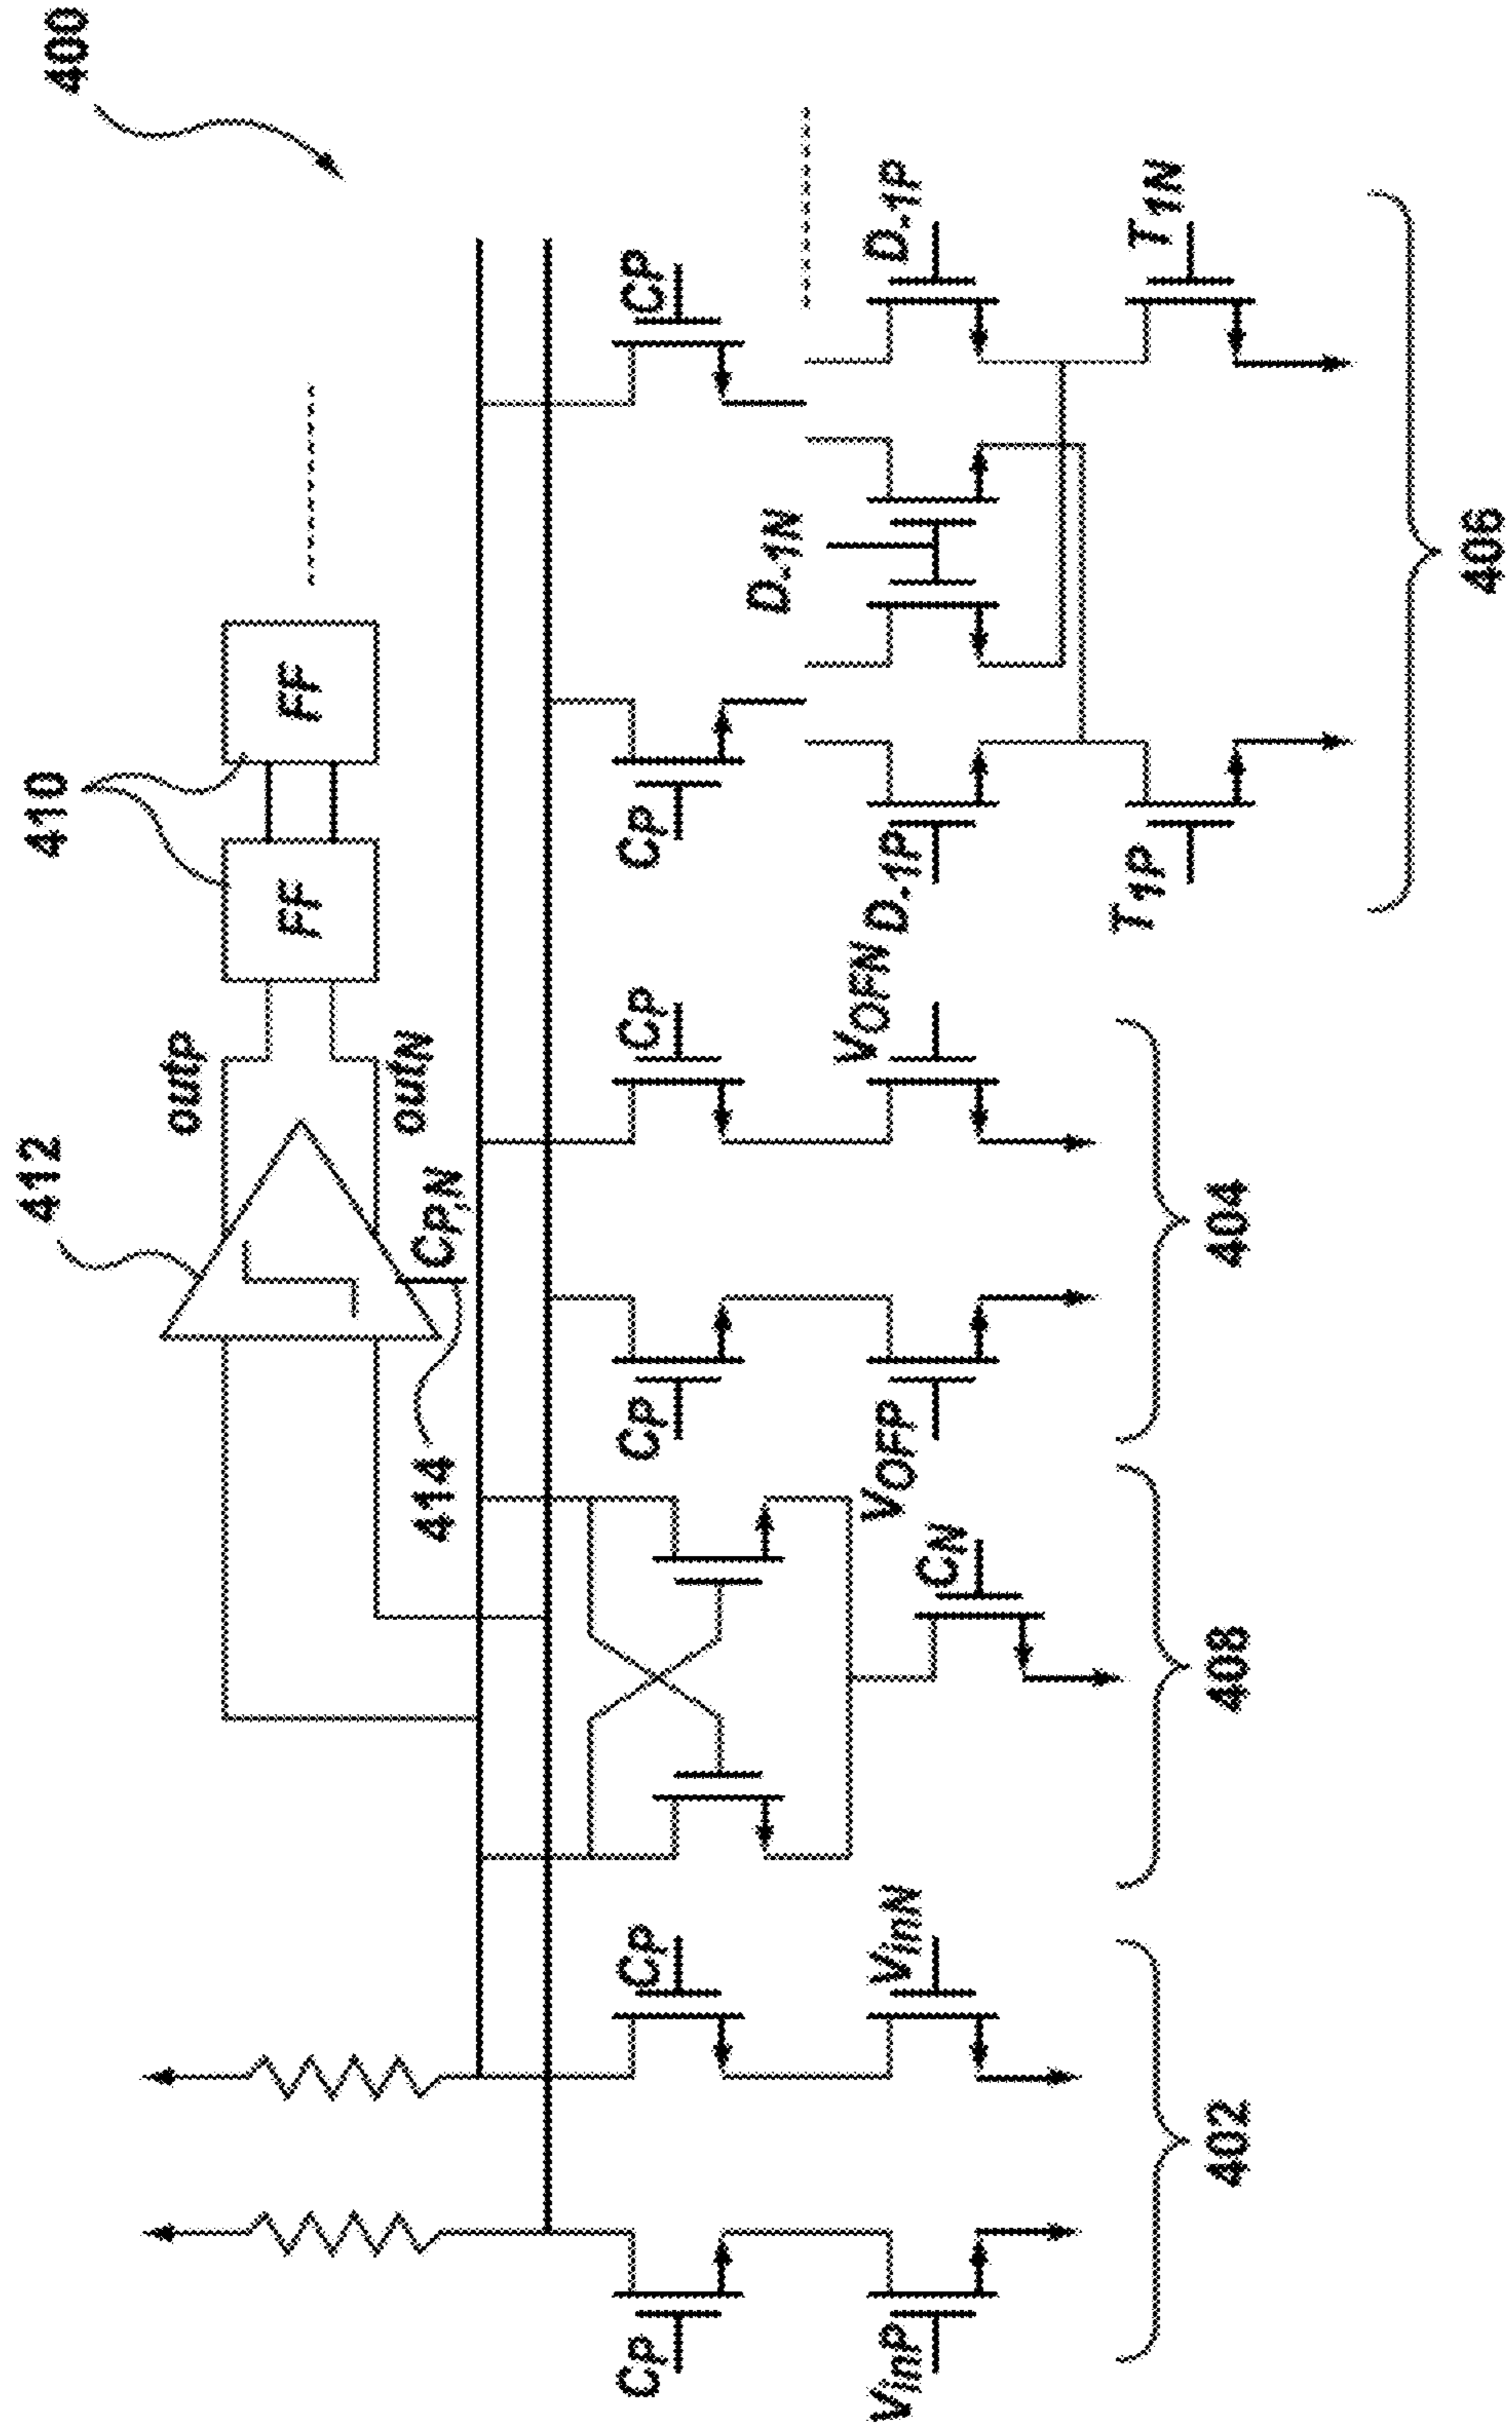 400
412
410
outP
FF
FF
outN
414
CP,N
CP
CP
CP
CP
CP
CP
D-1N
VinP
VinN
VOFP
VOFN
D-1P
D-1P
CN
T1P
T1N
402
408
404
406